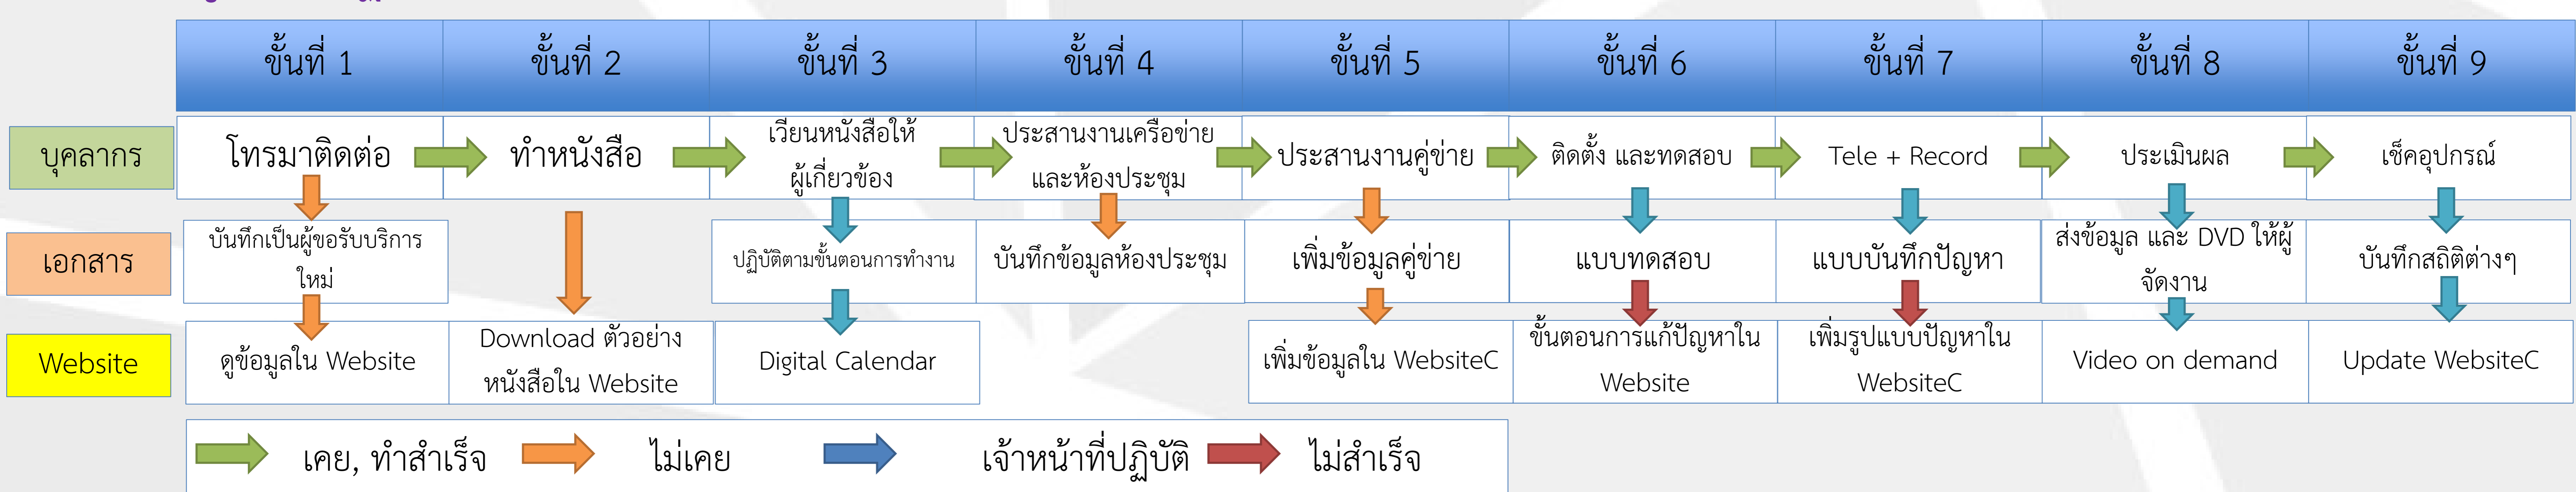 ขั้นที่ 1
ขั้นที่ 2
ขั้นที่ 3
ขั้นที่ 4
ขั้นที่ 5
ขั้นที่ 6
ขั้นที่ 7
ขั้นที่ 8
ขั้นที่ 9
บุคลากร
โทรมาติดต่อ
ทำหนังสือ
เวียนหนังสือให้
ผู้เกี่ยวข้อง
ประสานงานเครือข่าย
และห้องประชุม
ประสานงานคู่ข่าย
ติดตั้ง และทดสอบ
Tele + Record
ประเมินผล
เช็คอุปกรณ์
เอกสาร
บันทึกเป็นผู้ขอรับบริการ
ใหม่
ปฏิบัติตามขั้นตอนการทำงาน
บันทึกข้อมูลห้องประชุม
เพิ่มข้อมูลคู่ข่าย
แบบทดสอบ
แบบบันทึกปัญหา
ส่งข้อมูล และ DVD ให้ผู้
จัดงาน
บันทึกสถิติต่างๆ
Website
ดูข้อมูลใน Website
Download ตัวอย่าง
หนังสือใน Website
Digital Calendar
เพิ่มข้อมูลใน WebsiteC
ขั้นตอนการแก้ปัญหาใน
Website
เพิ่มรูปแบบปัญหาใน
WebsiteC
Video on demand
Update WebsiteC
เคย, ทำสำเร็จ
ไม่เคย
เจ้าหน้าที่ปฏิบัติ
ไม่สำเร็จ